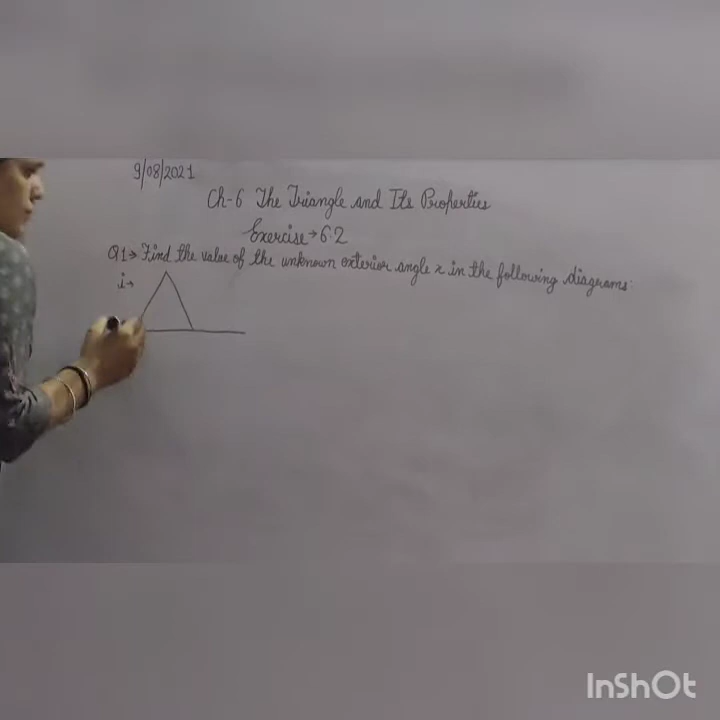 9/08/2021
Ch-6 The Triangle and Its Properties
Exercise→6.2
Q1→ Find the value of the unknown exterior angle x in the following diagrams:
i→
InShOt